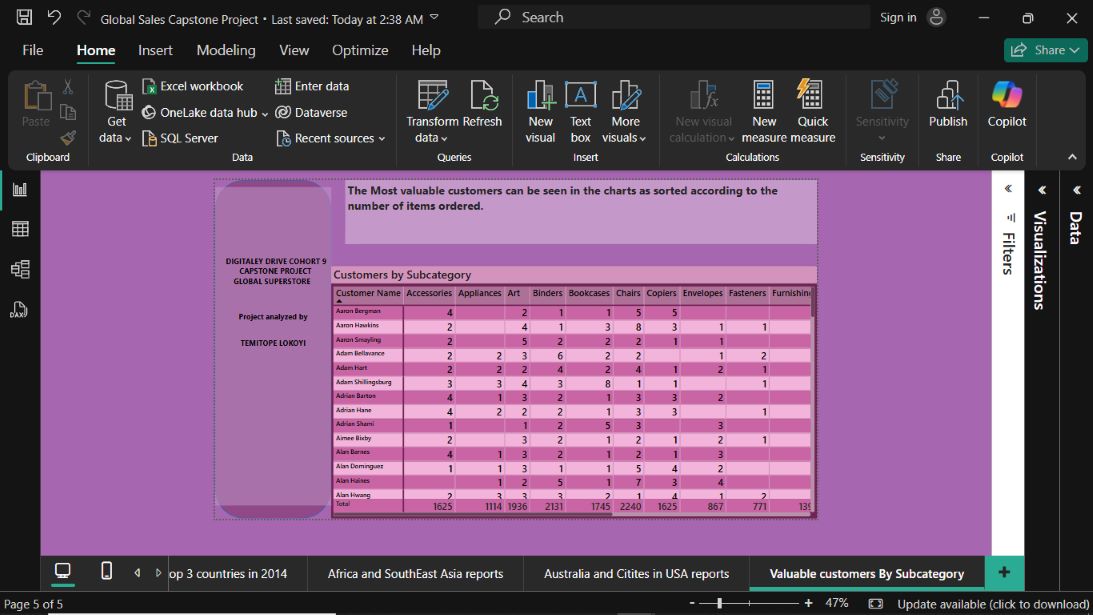 Global Sales Capstone Project • Last saved: Today at 2:38 AM
Search
Sign in
File Home Insert Modeling View Optimize Help
Share
Paste
Clipboard
Get data
Excel workbook
OneLake data hub
SQL Server
Enter data
Dataverse
Recent sources
Data
Transform data
Refresh
Queries
New visual
Text box
More visuals
Insert
New visual calculation
New measure
Quick measure
Calculations
Sensitivity
Sensitivity
Publish
Share
Copilot
Copilot
The Most valuable customers can be seen in the charts as sorted according to the
number of items ordered.
DIGITALEY DRIVE COHORT 9
CAPSTONE PROJECT
GLOBAL SUPERSTORE
Project analyzed by
TEMITOPE LOKOYI
Customers by Subcategory
Customer Name Accessories Appliances Art Binders Bookcases Chairs Copiers Envelopes Fasteners Furnishin
Aaron Bergman 4 2 1 1 5 5
Aaron Hawkins 2 4 1 3 8 3 1 1
Aaron Smayling 2 5 2 2 2 1 1
Adam Bellavance 2 2 3 6 2 2 1 2
Adam Hart 2 2 2 4 2 4 1 2 1
Adam Shillingsburg 3 3 4 3 8 1 1 1
Adrian Barton 4 1 3 2 1 3 3 2
Adrian Hane 4 2 2 2 1 3 3 1
Adrian Shami 1 1 2 5 3 3
Aimee Bixby 2 3 2 1 2 1 2 1
Alan Barnes 4 1 3 2 1 2 1 3
Alan Dominguez 1 1 3 1 1 5 4 2
Alan Haines 1 2 5 1 7 3 4
Alan Hwang 2 3 3 3 2 1 4 1 2
Total 1625 1114 1936 2131 1745 2240 1625 867 771 139
Filters
Visualizations
Data
op 3 countries in 2014
Africa and SouthEast Asia reports
Australia and Citites in USA reports
Valuable customers By Subcategory
Page 5 of 5
47%
Update available (click to download)